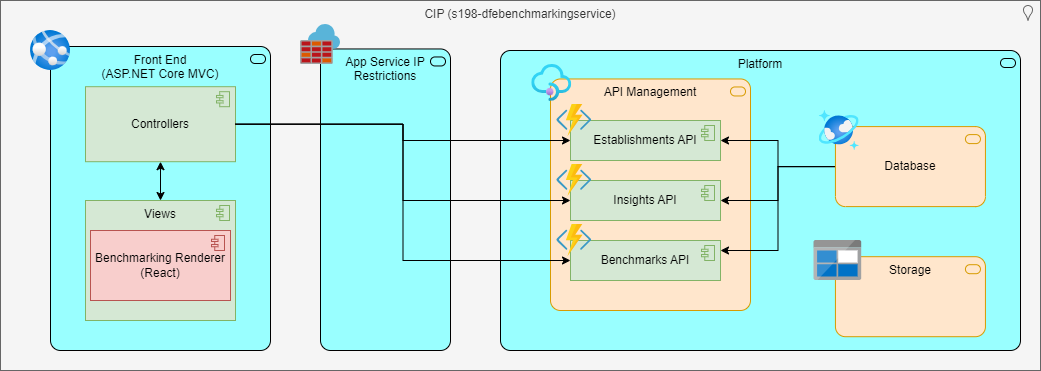 CIP (s198-dfebenchmarkingservice)
Front End
(ASP.NET Core MVC)
Controllers
Views
Benchmarking Renderer
(React)
App Service IP
Restrictions
Platform
API Management
Establishments API
Insights API
Benchmarks API
Database
Storage